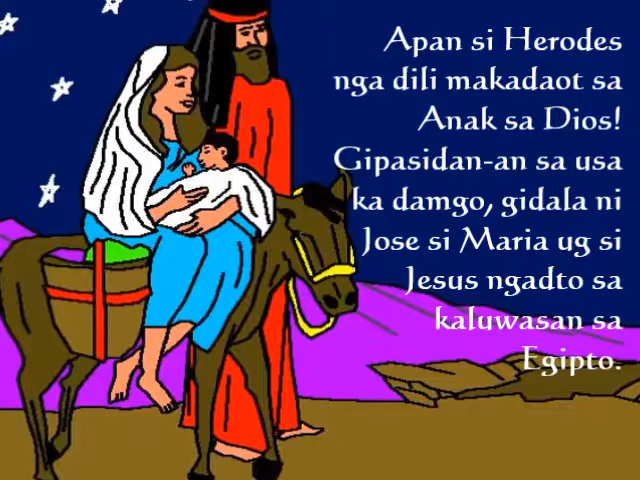 Apan si Herodes
nga dili makadaot sa
Anak sa Dios!
Gipasidan-an sa usa
ka damgo, gidala ni
Jose si Maria ug si
Jesus ngadto sa
kaluwasan sa
Egipto.